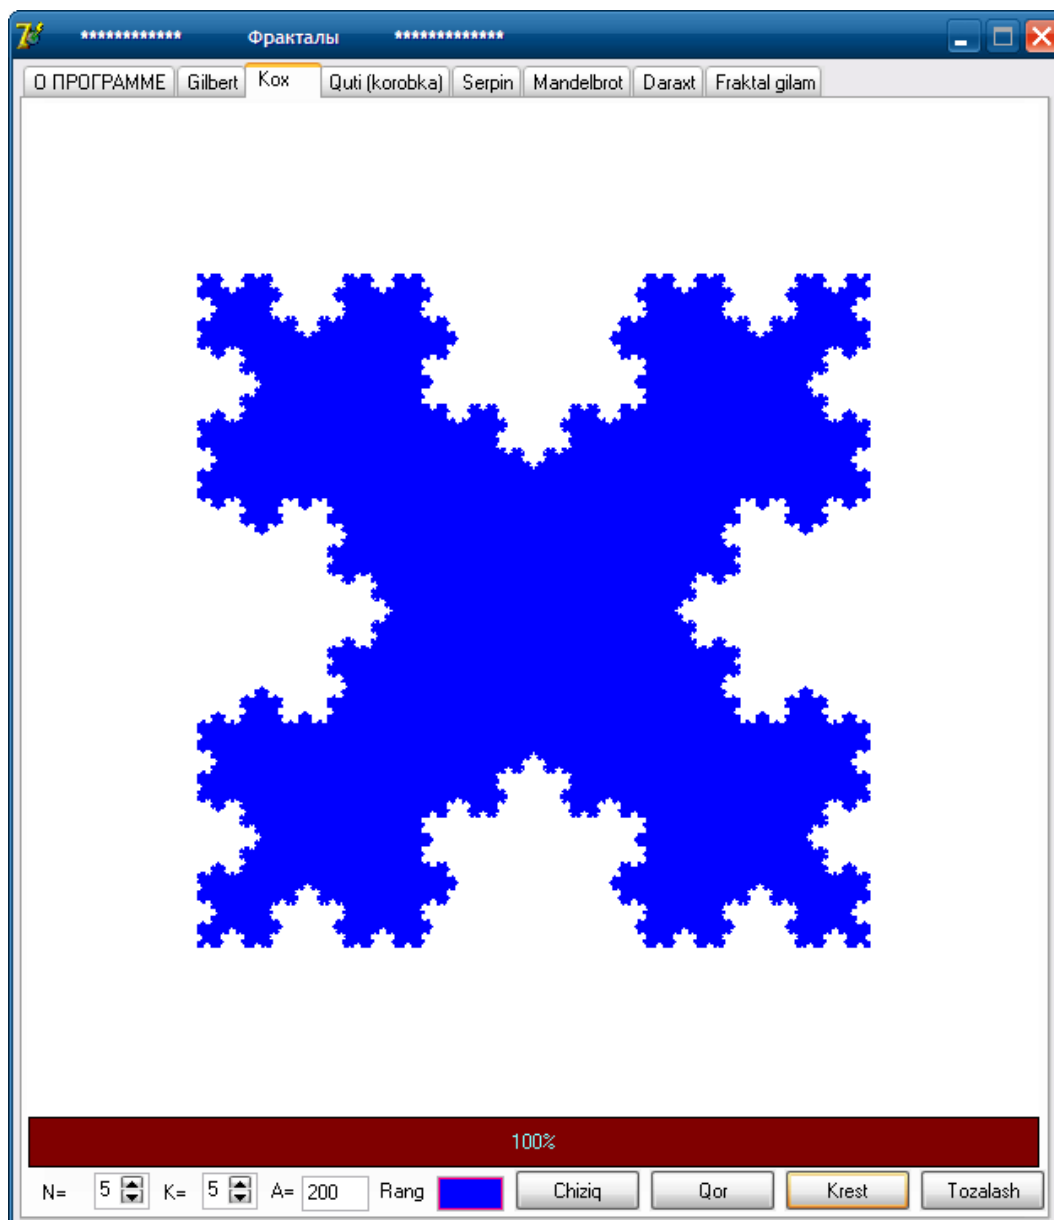 ************ Фракталы *************
О ПРОГРАММЕ Gilbert Кох Quti (korobka) Serpin Mandelbrot Daraxt Fraktal gilam
100%
N= 5 K= 5 A= 200 Rang Chiziq Qor Krest Tozalash